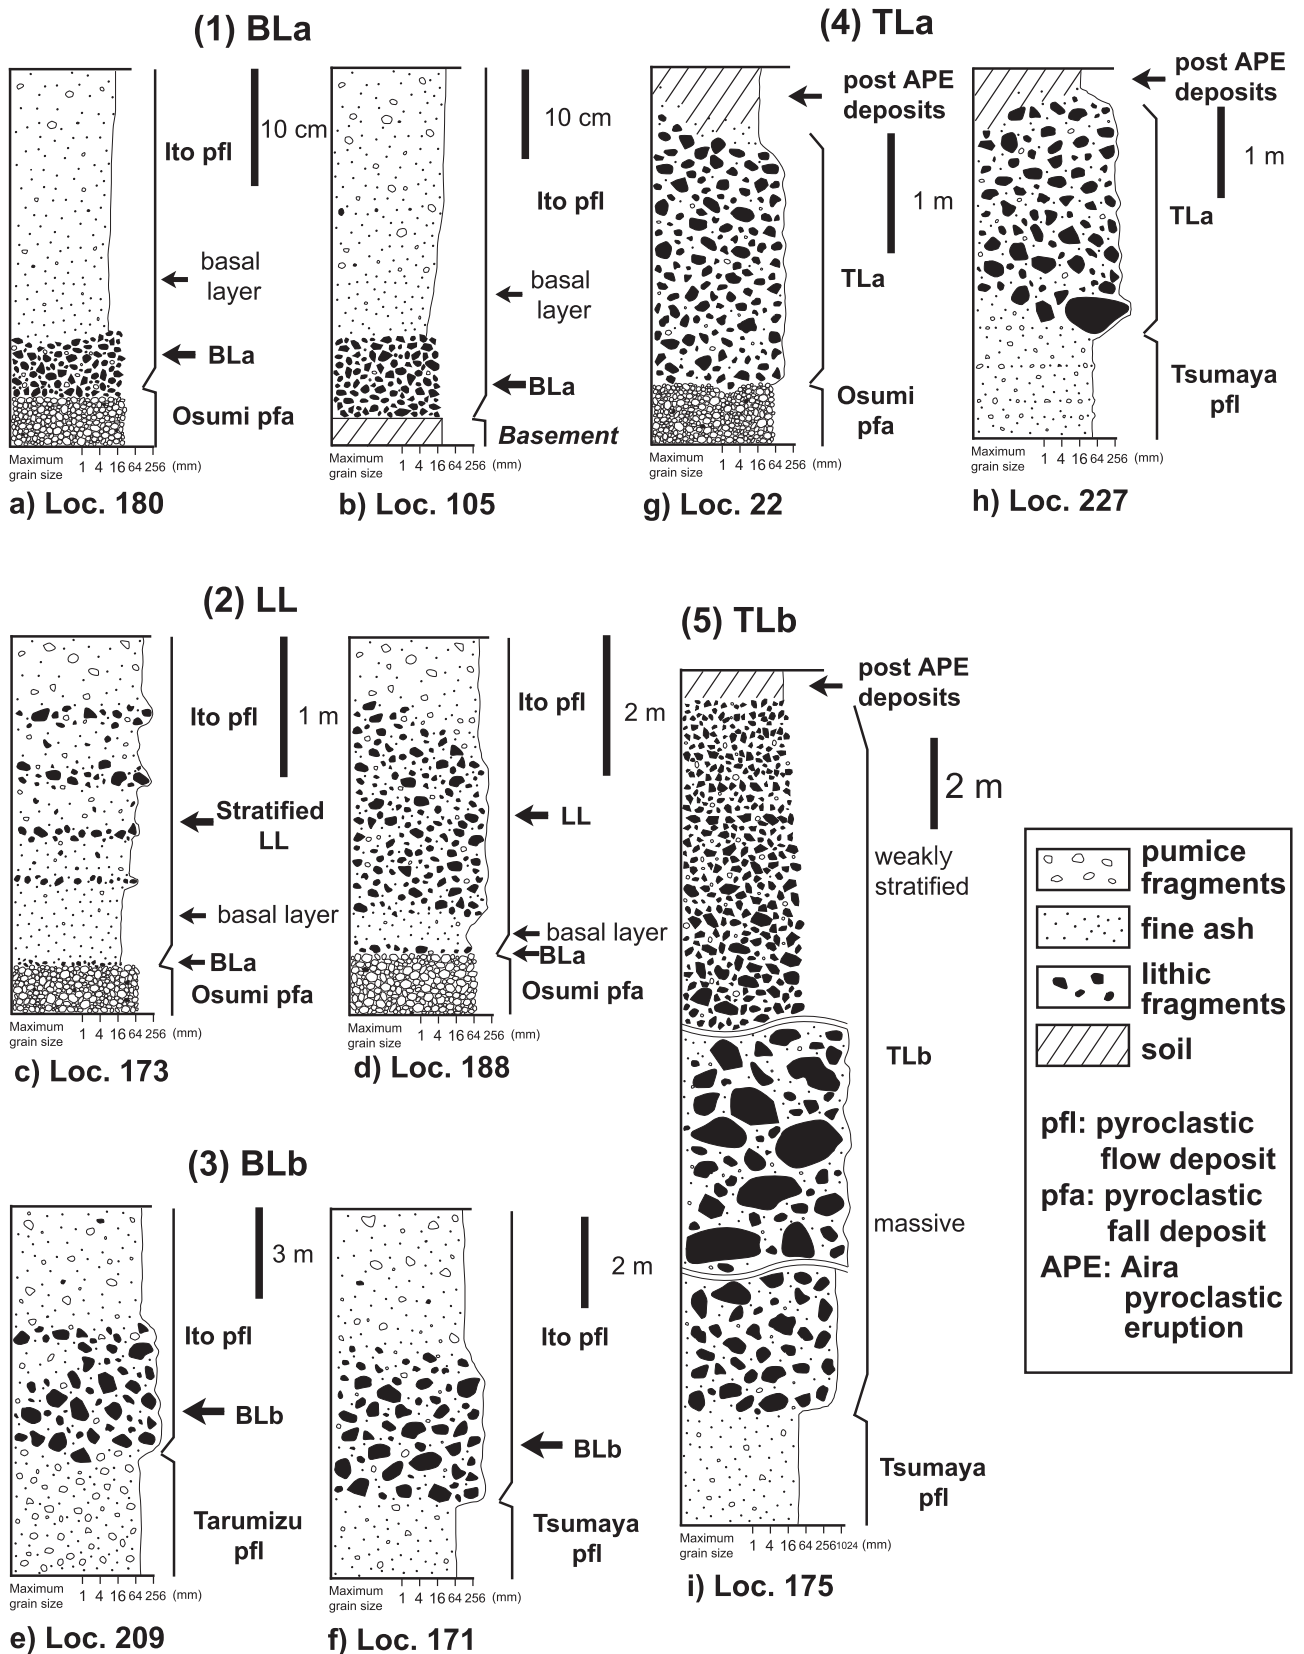 (1) BLa
10 cm
Ito pfl
basal
layer
BLa
Osumi pfa
Maximum
grain size
1 4 16 64 256 (mm)
a) Loc. 180
10 cm
Ito pfl
basal
layer
BLa
Basement
Maximum
grain size
1 4 16 64 256 (mm)
b) Loc. 105
(4) TLa
post APE
deposits
1 m
TLa
Osumi
pfa
Maximum
grain size
1 4 16 64 256 (mm)
g) Loc. 22
post APE
deposits
1 m
TLa
Tsumaya
pfl
Maximum
grain size
1 4 16 64 256 (mm)
h) Loc. 227
(2) LL
Ito pfl
1 m
Stratified
LL
basal layer
BLa
Osumi pfa
Maximum
grain size
1 4 16 64 256 (mm)
c) Loc. 173
Ito pfl
2 m
LL
basal layer
BLa
Osumi pfa
Maximum
grain size
1 4 16 64 256 (mm)
d) Loc. 188
(3) BLb
3 m
Ito pfl
BLb
Tarumizu
pfl
Maximum
grain size
1 4 16 64 256 (mm)
e) Loc. 209
2 m
Ito pfl
BLb
Tsumaya
pfl
Maximum
grain size
1 4 16 64 256 (mm)
f) Loc. 171
(5) TLb
post APE
deposits
2 m
weakly
stratified
TLb
massive
Tsumaya
pfl
Maximum
grain size
1 4 16 64 256 1024 (mm)
i) Loc. 175
pumice
fragments
fine ash
lithic
fragments
soil
pfl: pyroclastic
flow deposit
pfa: pyroclastic
fall deposit
APE: Aira
pyroclastic
eruption